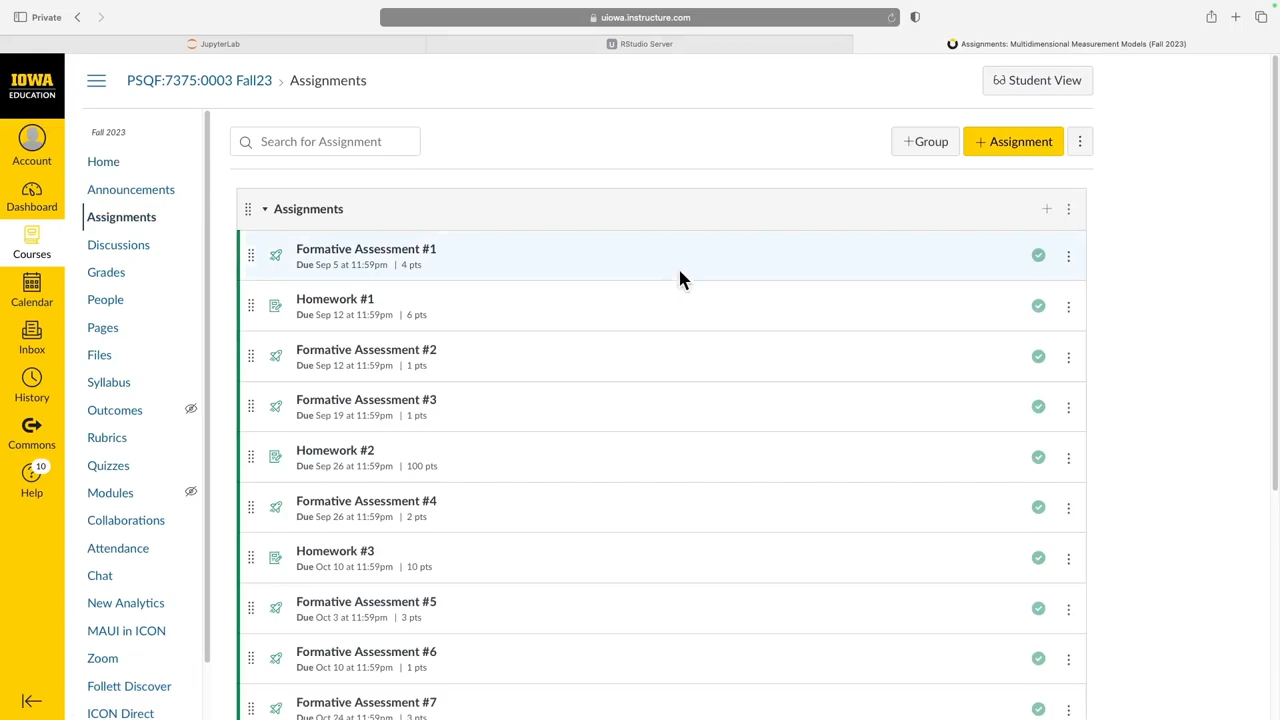 Private
uiowa.instructure.com
JupyterLab
RStudio Server
Assignments: Multidimensional Measurement Models (Fall 2023)
IOWA
EDUCATION
Account
Dashboard
Courses
Calendar
Inbox
History
Commons
10
Help
PSQF:7375:0003 Fall23 › Assignments
Student View
Fall 2023
Home
Announcements
Assignments
Discussions
Grades
People
Pages
Files
Syllabus
Outcomes
Rubrics
Quizzes
Modules
Collaborations
Attendance
Chat
New Analytics
MAUI in ICON
Zoom
Follett Discover
ICON Direct
Search for Assignment
+Group
+ Assignment
Assignments
Formative Assessment #1
Due Sep 5 at 11:59pm | 4 pts
Homework #1
Due Sep 12 at 11:59pm | 6 pts
Formative Assessment #2
Due Sep 12 at 11:59pm | 1 pts
Formative Assessment #3
Due Sep 19 at 11:59pm | 1 pts
Homework #2
Due Sep 26 at 11:59pm | 100 pts
Formative Assessment #4
Due Sep 26 at 11:59pm | 2 pts
Homework #3
Due Oct 10 at 11:59pm | 10 pts
Formative Assessment #5
Due Oct 3 at 11:59pm | 3 pts
Formative Assessment #6
Due Oct 10 at 11:59pm | 1 pts
Formative Assessment #7
Due Oct 24 at 11:59pm | 3 pts